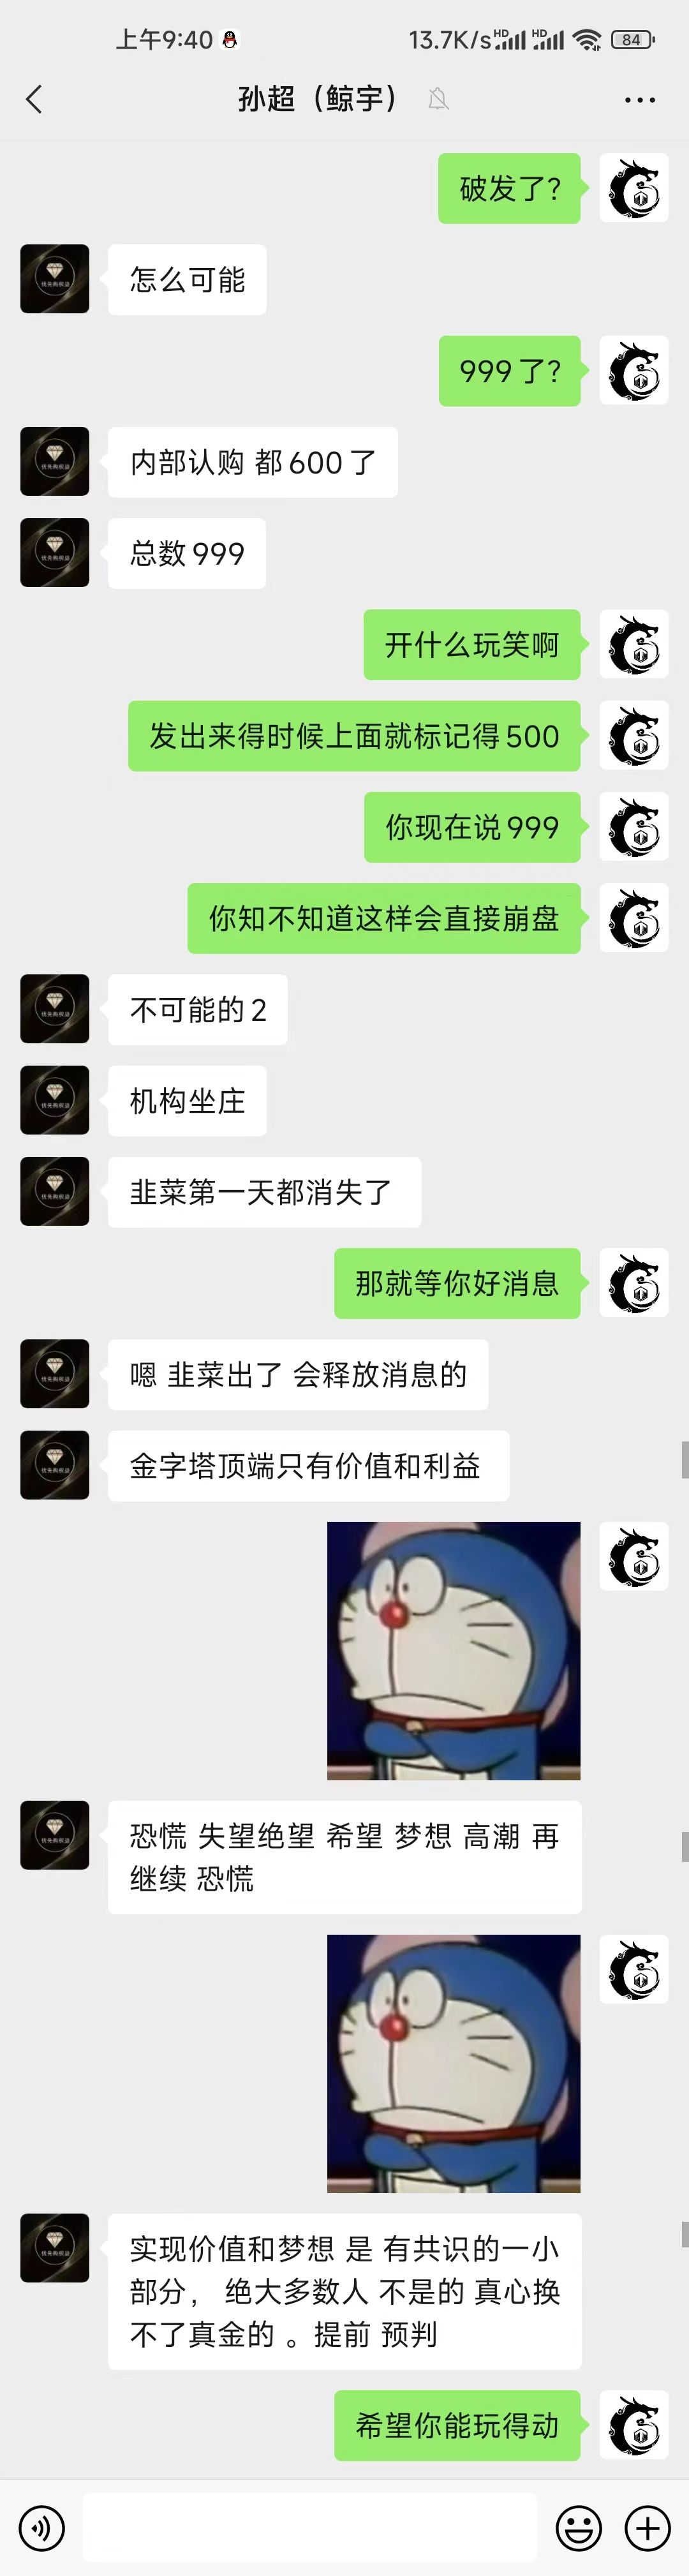 上午9:40
13.7K/s HD HD 84
孙超（鲸宇）
破发了?
怎么可能
999了?
内部认购 都600了
总数999
开什么玩笑啊
发出来得时候上面就标记得500
你现在说999
你知不知道这样会直接崩盘
不可能的2
机构坐庄
韭菜第一天都消失了
那就等你好消息
嗯 韭菜出了 会释放消息的
金字塔顶端只有价值和利益
恐慌 失望绝望 希望 梦想 高潮 再
继续 恐慌
实现价值和梦想 是 有共识的一小
部分， 绝大多数人 不是的 真心换
不了真金的 。提前 预判
希望你能玩得动